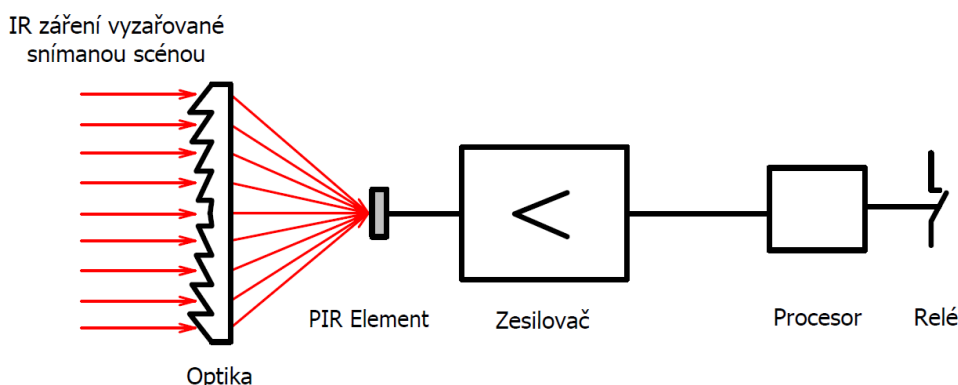 IR záření vyzařované
snímanou scénou
PIR Element
Zesilovač
Procesor
Relé
Optika